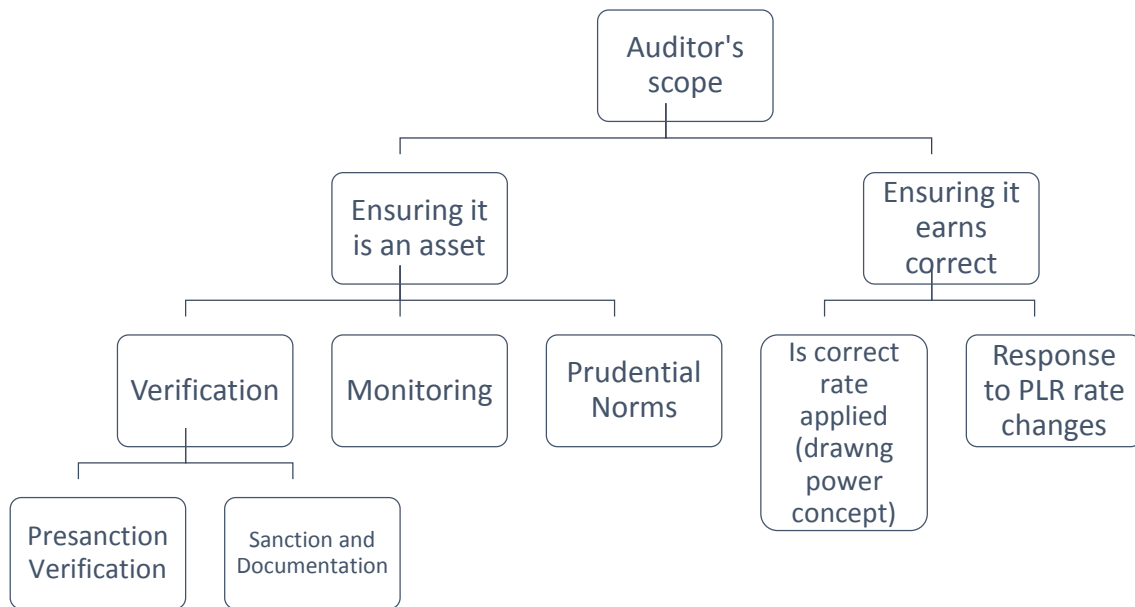 Auditor's
scope
Ensuring it
is an asset
Ensuring it
earns
correct
Verification
Monitoring
Prudential
Norms
Is correct
rate
applied
(drawng
power
concept)
Response
to PLR rate
changes
Presanction
Verification
Sanction and
Documentation